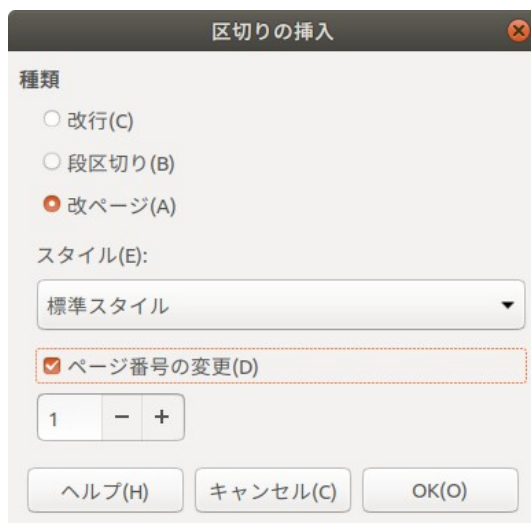 区切りの挿入
種類
改行(C)
段区切り(B)
改ページ(A)
スタイル(E):
標準スタイル
ページ番号の変更(D)
1
ヘルプ(H) キャンセル(C) OK(O)